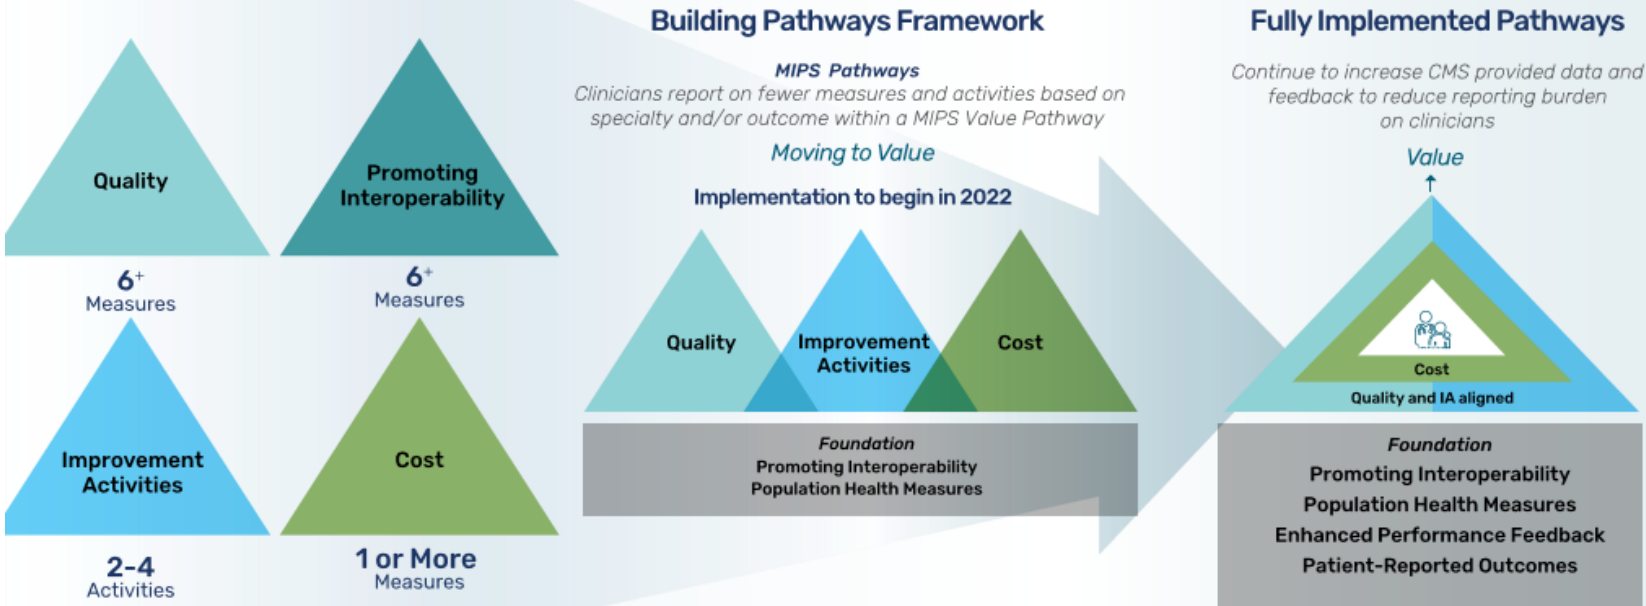 Quality
6+
Measures
Promoting
Interoperability
6+
Measures
Improvement
Activities
2-4
Activities
Cost
1 or More
Measures
Building Pathways Framework
MIPS Pathways
Clinicians report on fewer measures and activities based on
specialty and/or outcome within a MIPS Value Pathway
Moving to Value
Implementation to begin in 2022
Quality
Improvement
Activities
Cost
Foundation
Promoting Interoperability
Population Health Measures
Fully Implemented Pathways
Continue to increase CMS provided data and
feedback to reduce reporting burden
on clinicians
Value
Cost
Quality and IA aligned
Foundation
Promoting Interoperability
Population Health Measures
Enhanced Performance Feedback
Patient-Reported Outcomes